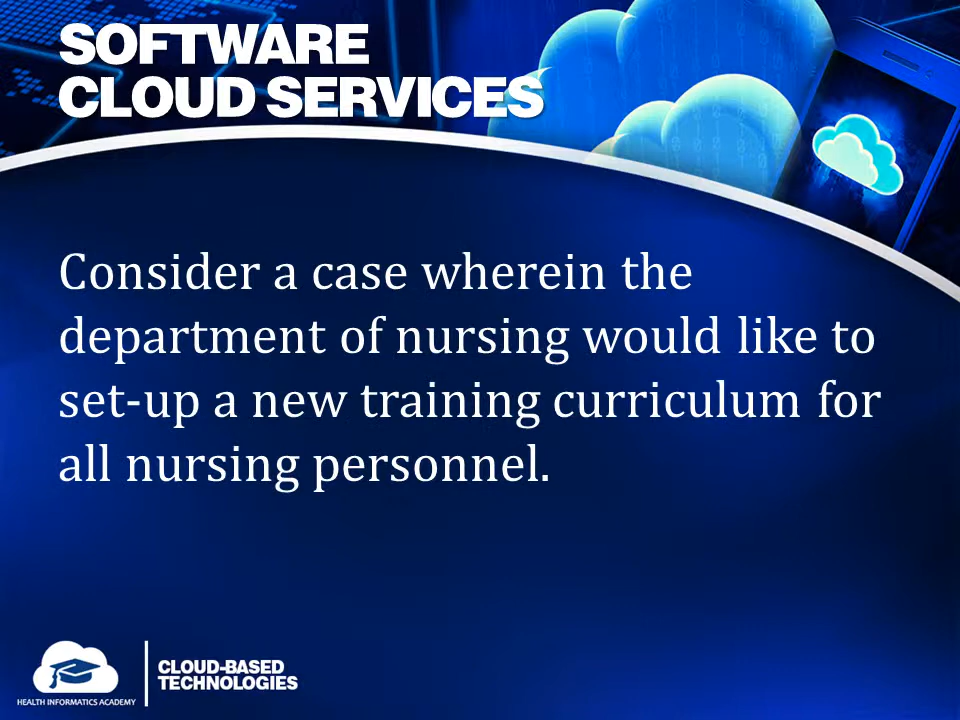 SOFTWARE
CLOUD SERVICES
Consider a case wherein the
department of nursing would like to
set-up a new training curriculum for
all nursing personnel.
HEALTH INFORMATICS ACADEMY
CLOUD-BASED
TECHNOLOGIES